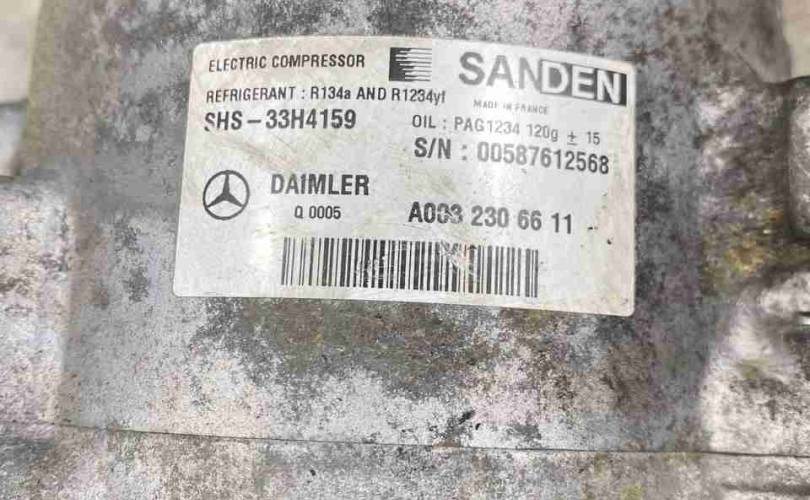 ELECTRIC COMPRESSOR SANDEN
MADE IN FRANCE
REFRIGERANT : R134a AND R1234yf
SHS-33H4159 OIL : PAG1234 120g ± 15
S/N : 00587612568
DAIMLER
Q 0005 A003 230 66 11